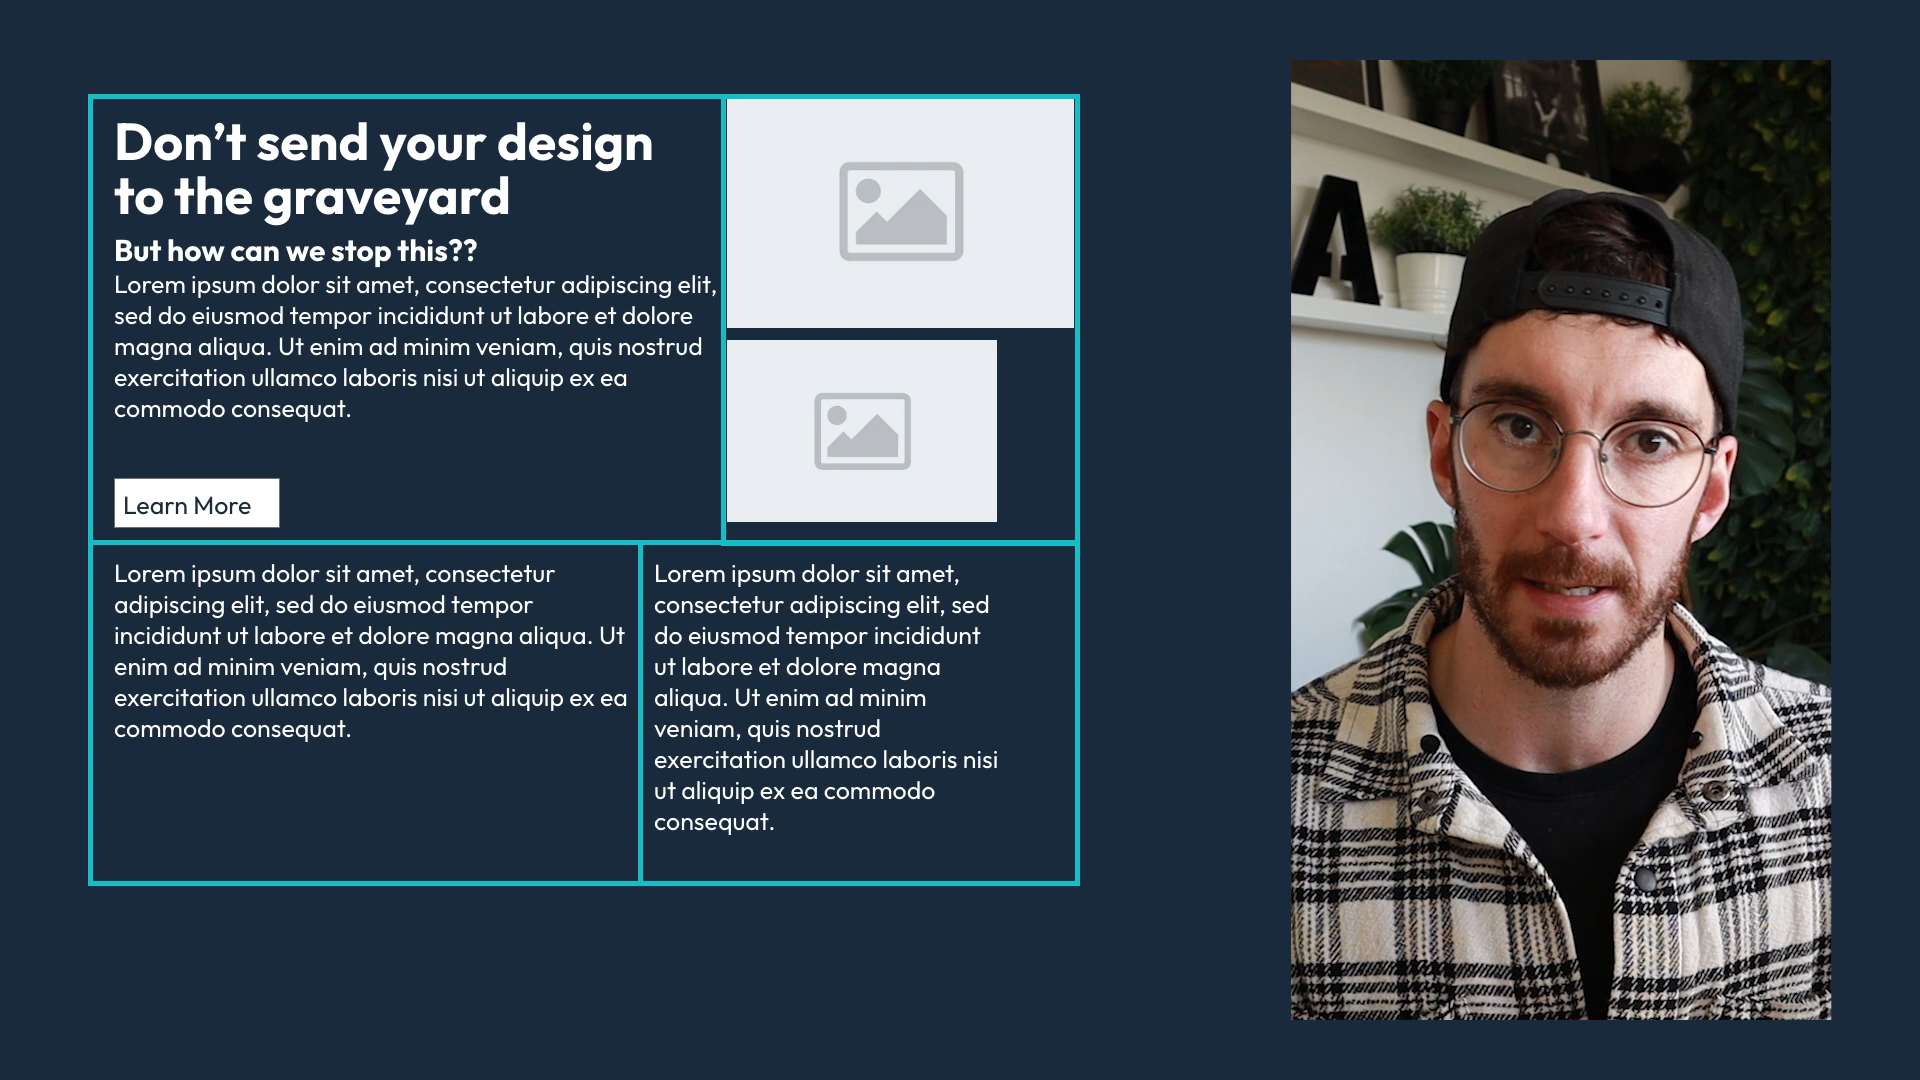 Don’t send your design
to the graveyard
But how can we stop this??
Lorem ipsum dolor sit amet, consectetur adipiscing elit,
sed do eiusmod tempor incididunt ut labore et dolore
magna aliqua. Ut enim ad minim veniam, quis nostrud
exercitation ullamco laboris nisi ut aliquip ex ea
commodo consequat.
Learn More
Lorem ipsum dolor sit amet, consectetur
adipiscing elit, sed do eiusmod tempor
incididunt ut labore et dolore magna aliqua. Ut
enim ad minim veniam, quis nostrud
exercitation ullamco laboris nisi ut aliquip ex ea
commodo consequat.
Lorem ipsum dolor sit amet,
consectetur adipiscing elit, sed
do eiusmod tempor incididunt
ut labore et dolore magna
aliqua. Ut enim ad minim
veniam, quis nostrud
exercitation ullamco laboris nisi
ut aliquip ex ea commodo
consequat.
A